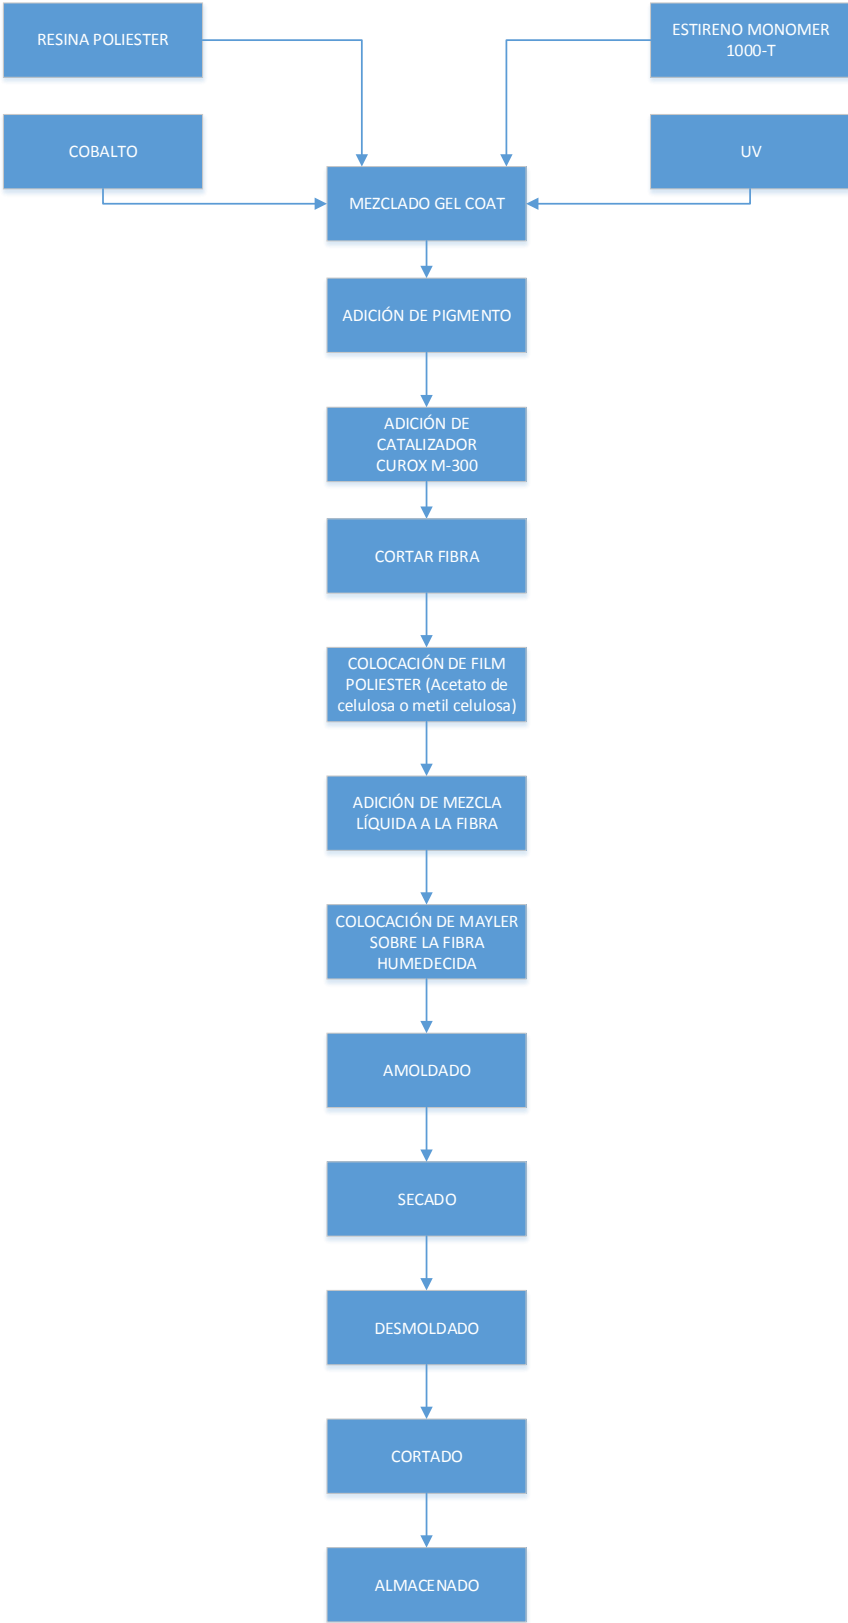 RESINA POLIESTER
ESTIRENO MONOMER
1000-T
COBALTO
UV
MEZCLADO GEL COAT
ADICIÓN DE PIGMENTO
ADICIÓN DE
CATALIZADOR
CUROX M-300
CORTAR FIBRA
COLOCACIÓN DE FILM
POLIESTER (Acetato de
celulosa o metil celulosa)
ADICIÓN DE MEZCLA
LÍQUIDA A LA FIBRA
COLOCACIÓN DE MAYLER
SOBRE LA FIBRA
HUMEDECIDA
AMOLDADO
SECADO
DESMOLDADO
CORTADO
ALMACENADO